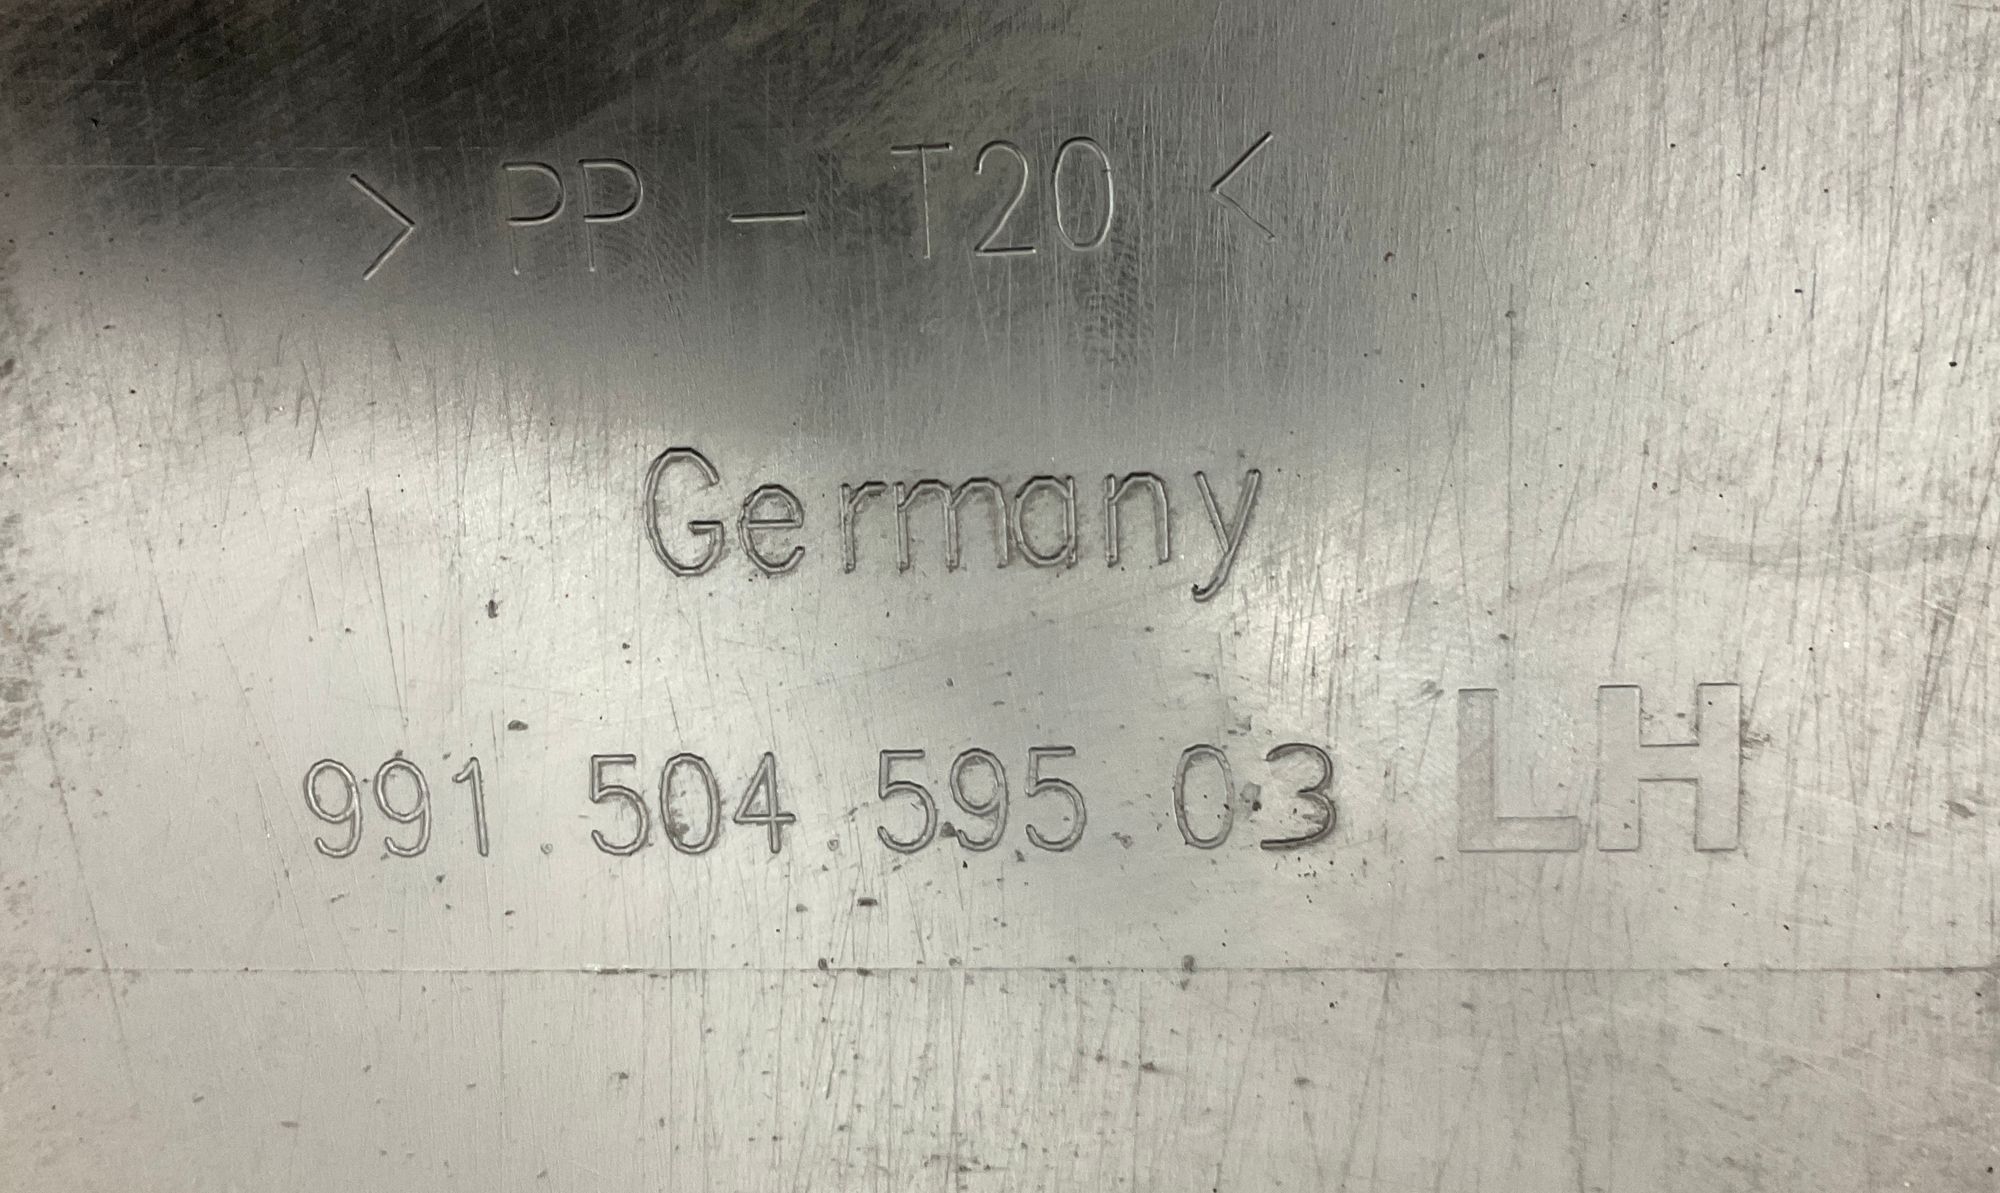 > PP - T20 <
Germany
991.504.595.03 LH